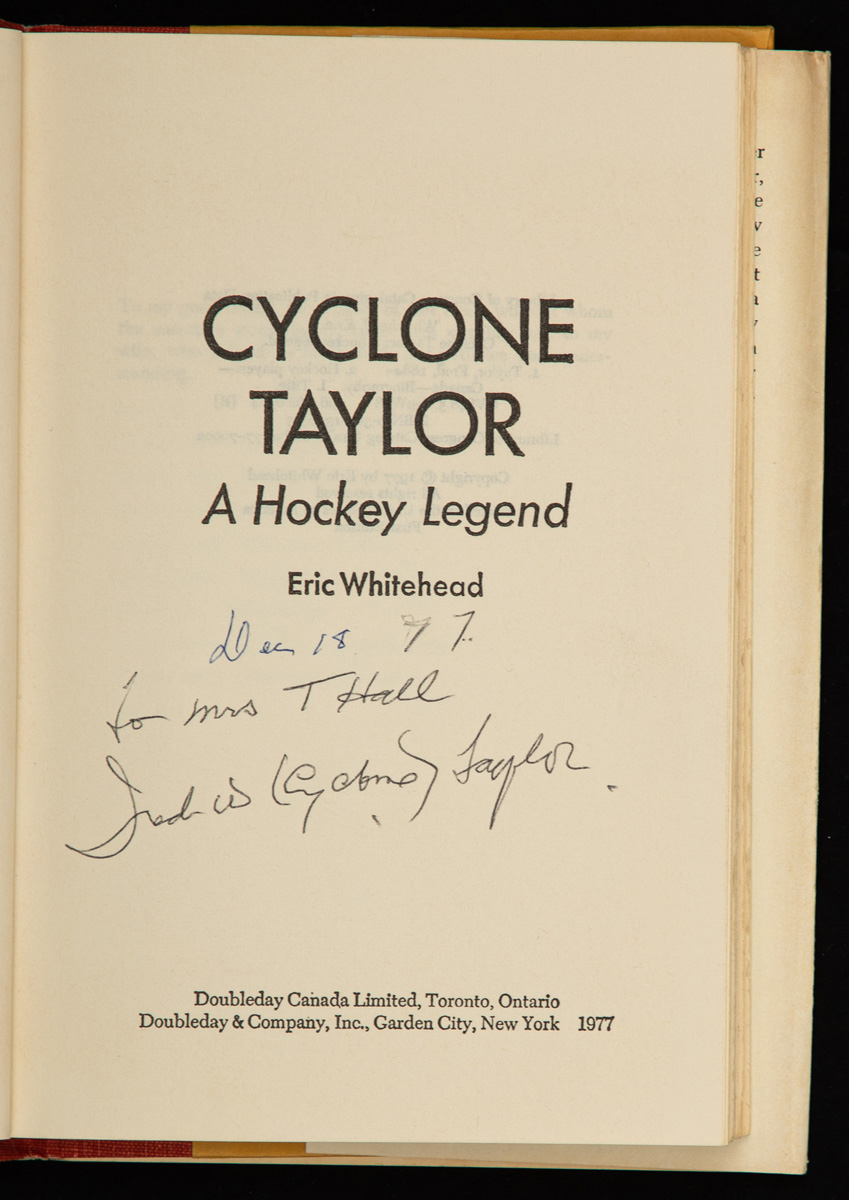 CYCLONE
TAYLOR
A Hockey Legend
Eric Whitehead
Dec 18 77.
to mrs T Hall
Fred W (Cyclone) Taylor.
Doubleday Canada Limited, Toronto, Ontario
Doubleday & Company, Inc., Garden City, New York 1977